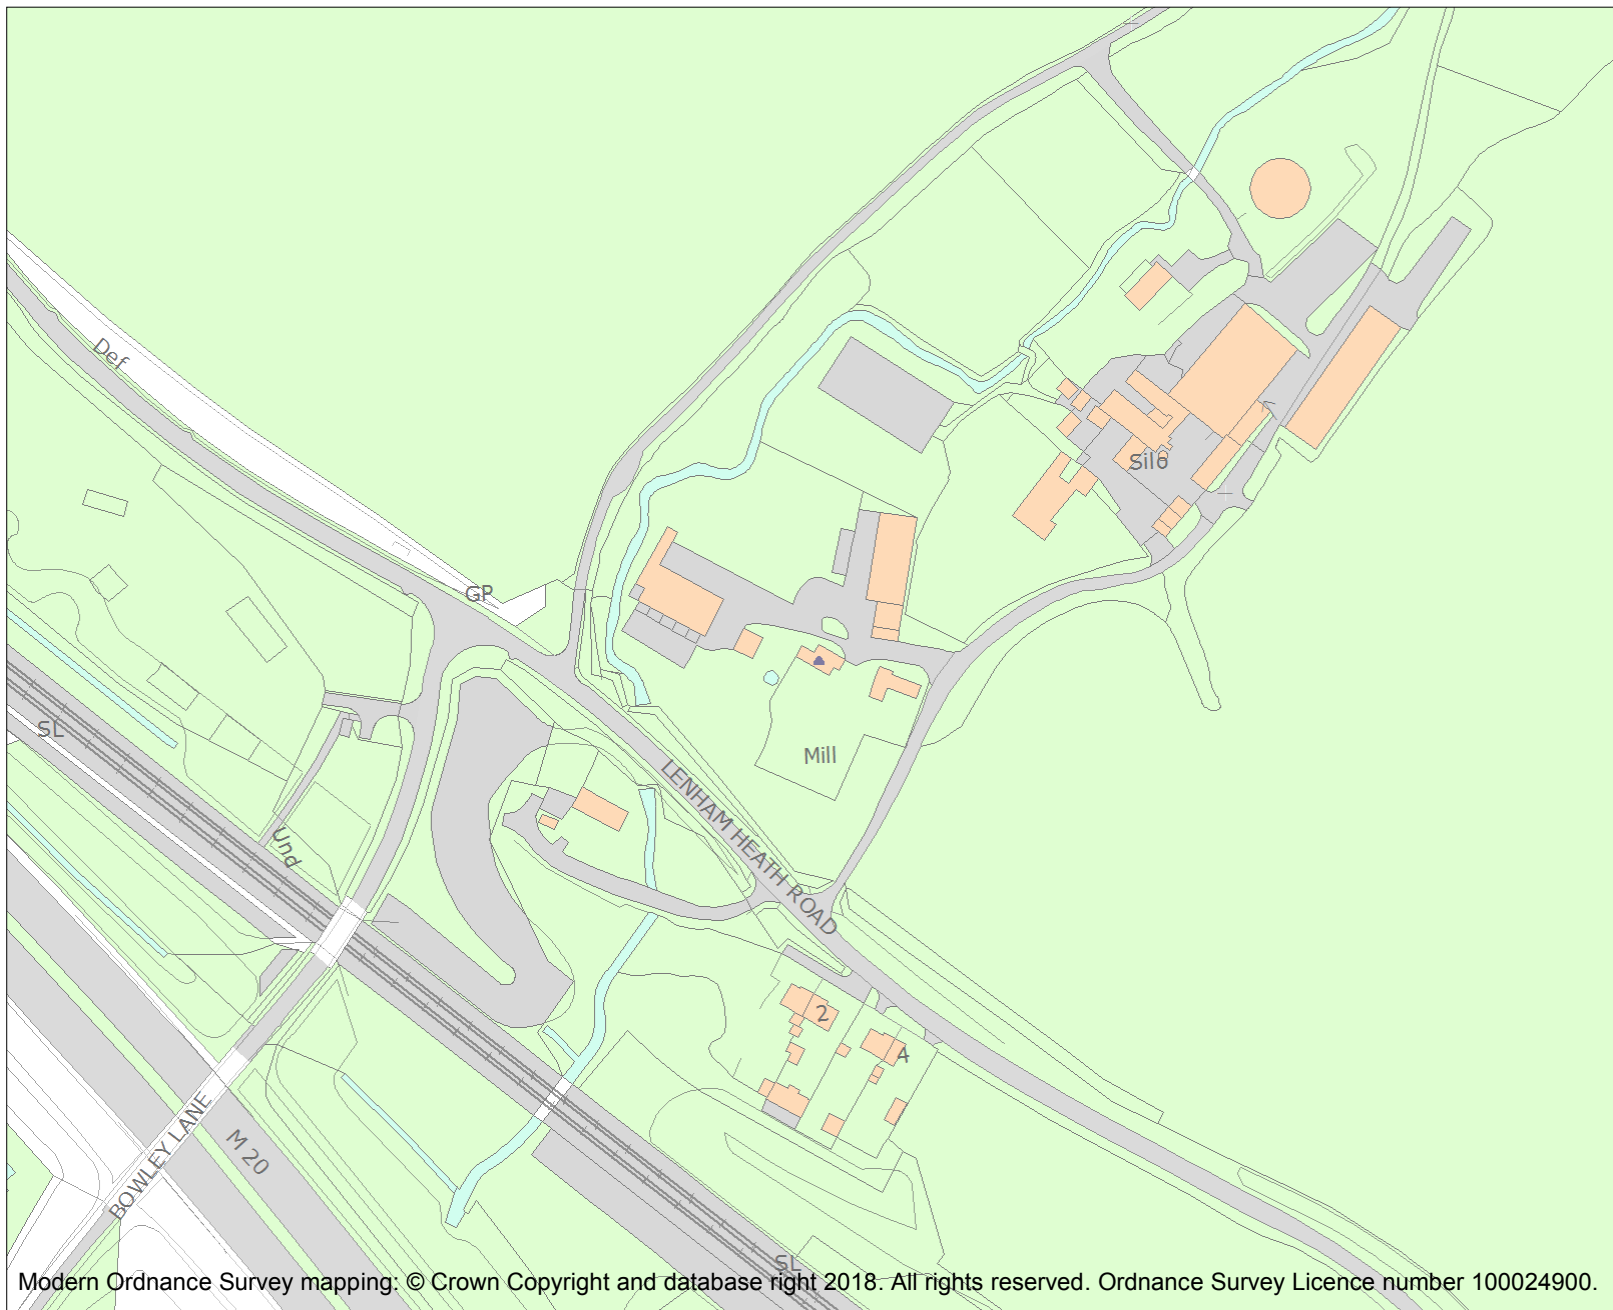 Def
GP
Silo
SL
Mill
LENHAM HEATH ROAD
Und
2
4
BOWLEY LANE
M 20
SL
Modern Ordnance Survey mapping: © Crown Copyright and database right 2018. All rights reserved. Ordnance Survey Licence number 100024900.